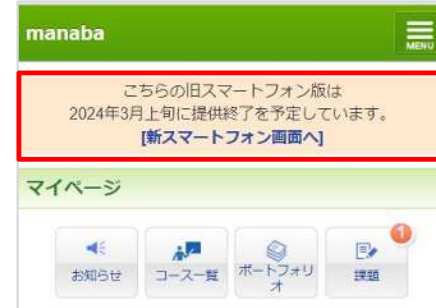 manaba
MENU
こちらの旧スマートフォン版は
2024年3月上旬に提供終了を予定しています。
[新スマートフォン画面へ]
マイページ
お知らせ
コース一覧
ポートフォリ
オ
課題
1